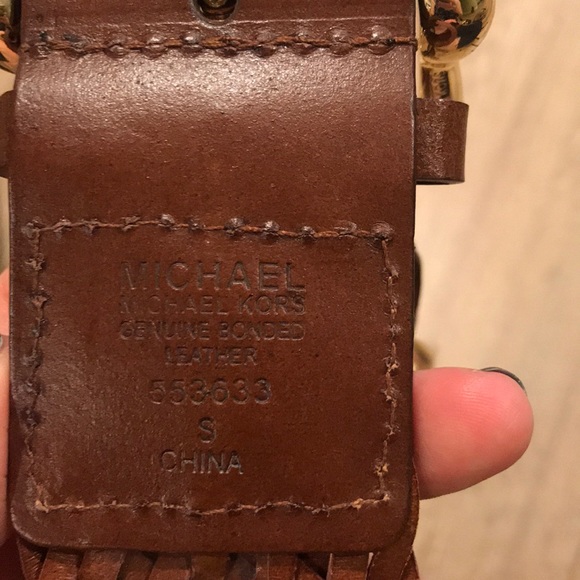 MICHAEL
MICHAEL KORS
GENUINE BONDED
LEATHER
553633
S
CHINA